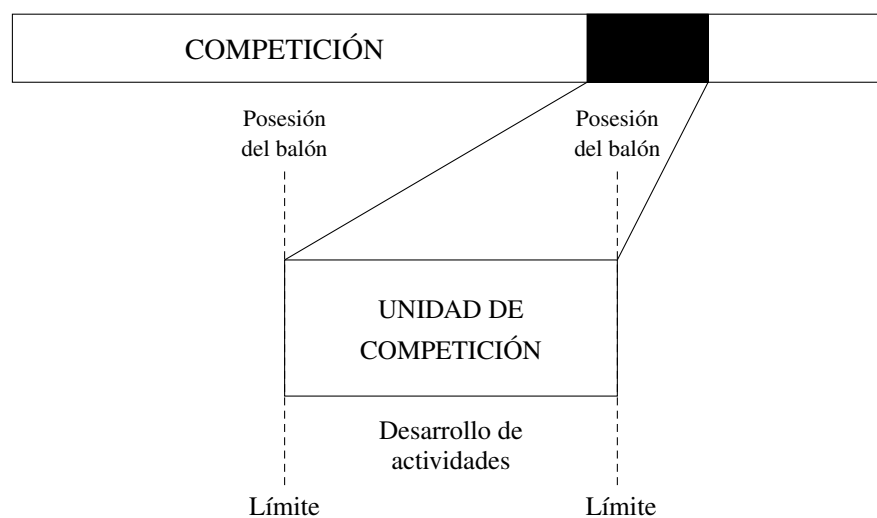 COMPETICIÓN
Posesión
del balón
Posesión
del balón
UNIDAD DE
COMPETICIÓN
Desarrollo de
actividades
Límite
Límite